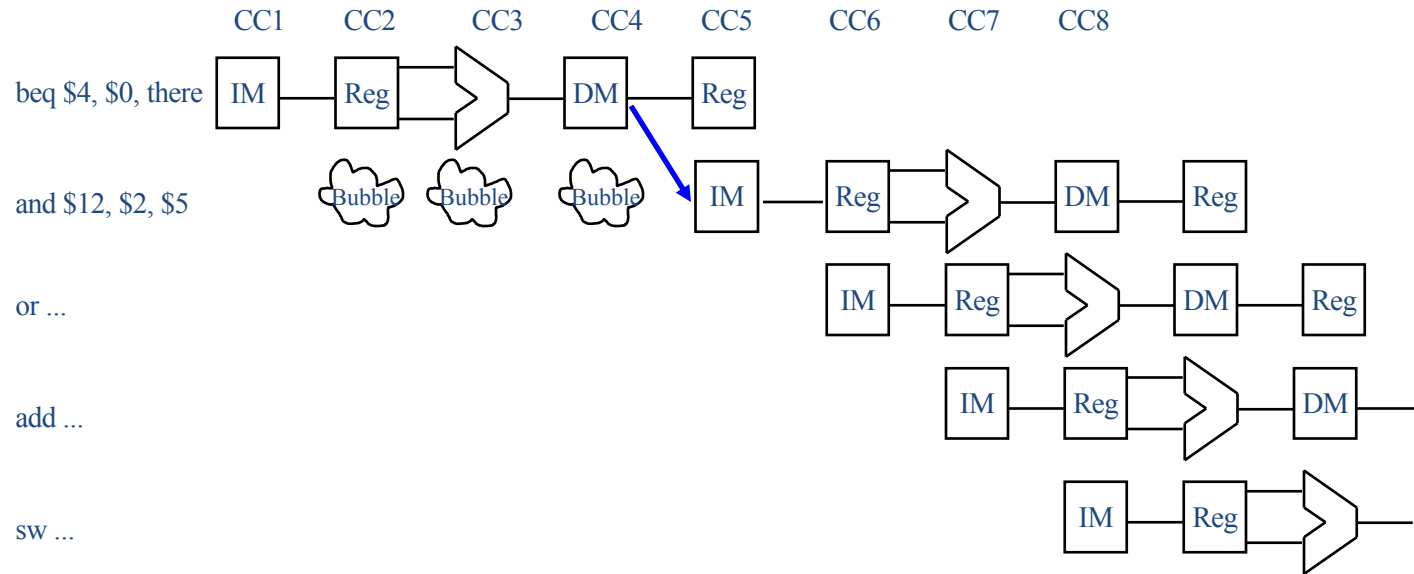 CC1 CC2 CC3 CC4 CC5 CC6 CC7 CC8
beq $4, $0, there IM Reg DM Reg
and $12, $2, $5 Bubble Bubble Bubble IM Reg DM Reg
or ... IM Reg DM Reg
add ... IM Reg DM
sw ... IM Reg